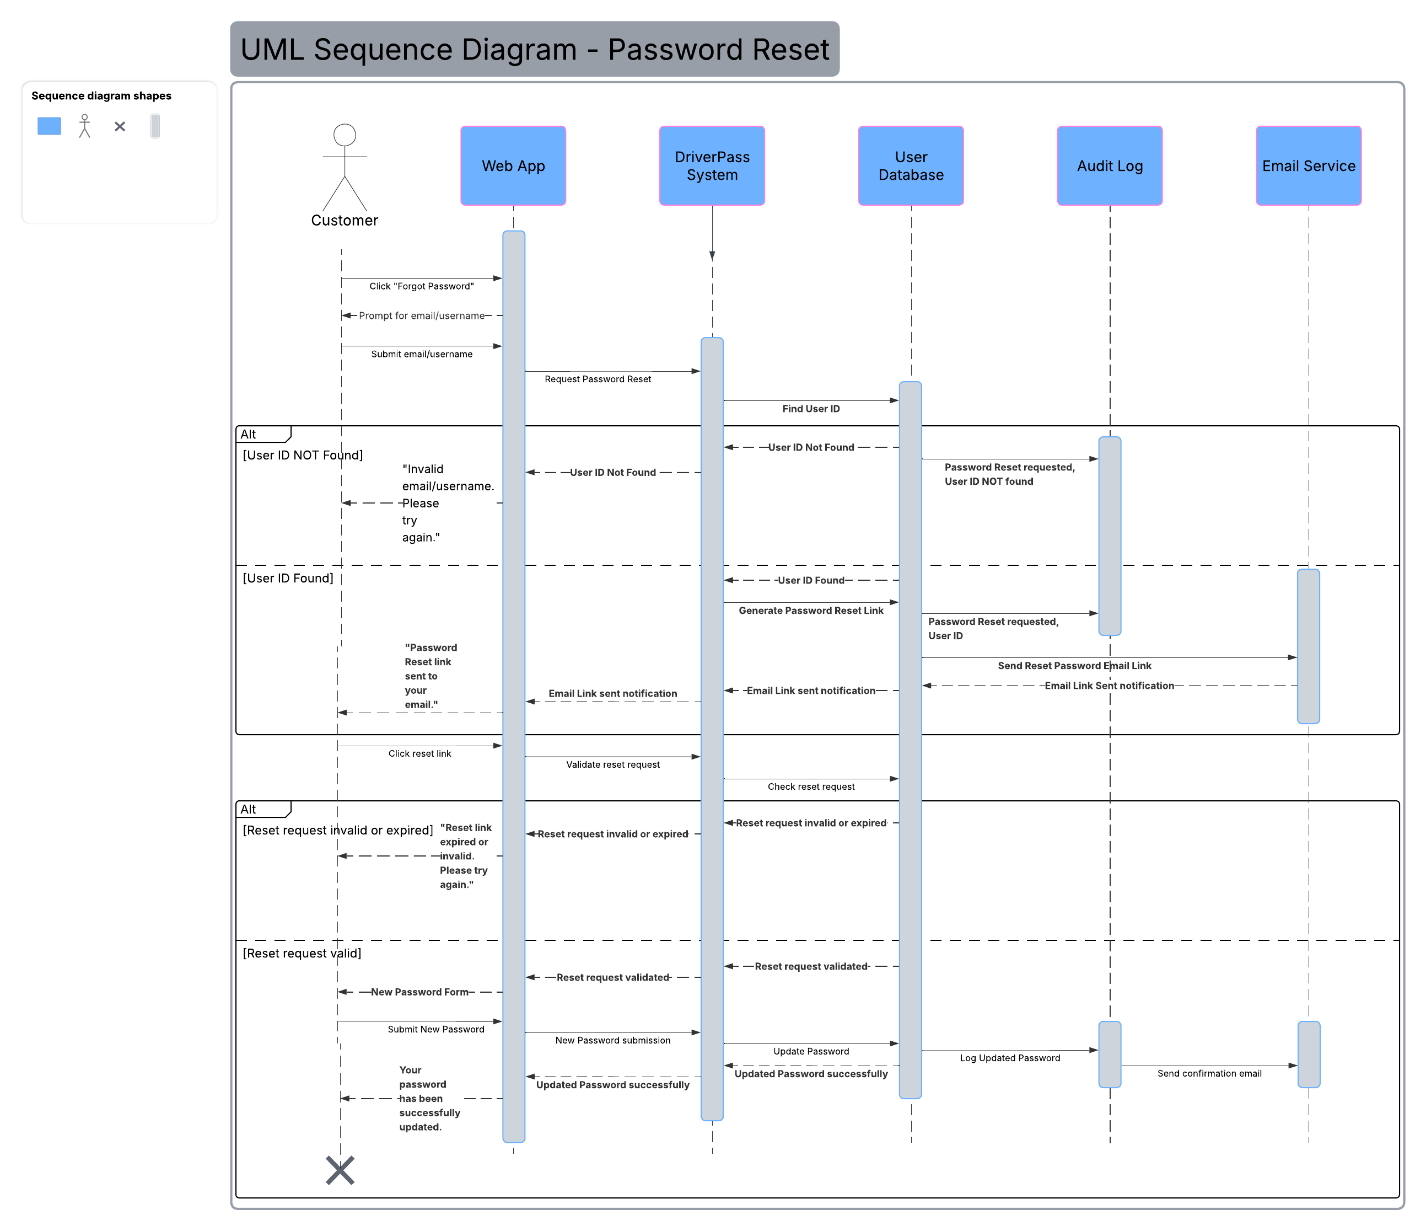 UML Sequence Diagram - Password Reset
Sequence diagram shapes
Customer
Web App
DriverPass
System
User
Database
Audit Log
Email Service
Click "Forgot Password"
Prompt for email/username
Submit email/username
Request Password Reset
Find User ID
Alt
[User ID NOT Found]
User ID Not Found
Password Reset requested,
User ID NOT found
User ID Not Found
"Invalid
email/username.
Please
try
again."
[User ID Found]
User ID Found
Generate Password Reset Link
Password Reset requested,
User ID
Send Reset Password Email Link
Email Link Sent notification
Email Link sent notification
Email Link sent notification
"Password
Reset link
sent to
your
email."
Click reset link
Validate reset request
Check reset request
Alt
[Reset request invalid or expired]
Reset request invalid or expired
Reset request invalid or expired
"Reset link
expired or
invalid.
Please try
again."
[Reset request valid]
Reset request validated
Reset request validated
New Password Form
Submit New Password
New Password submission
Update Password
Log Updated Password
Send confirmation email
Updated Password successfully
Updated Password successfully
Your
password
has been
successfully
updated.